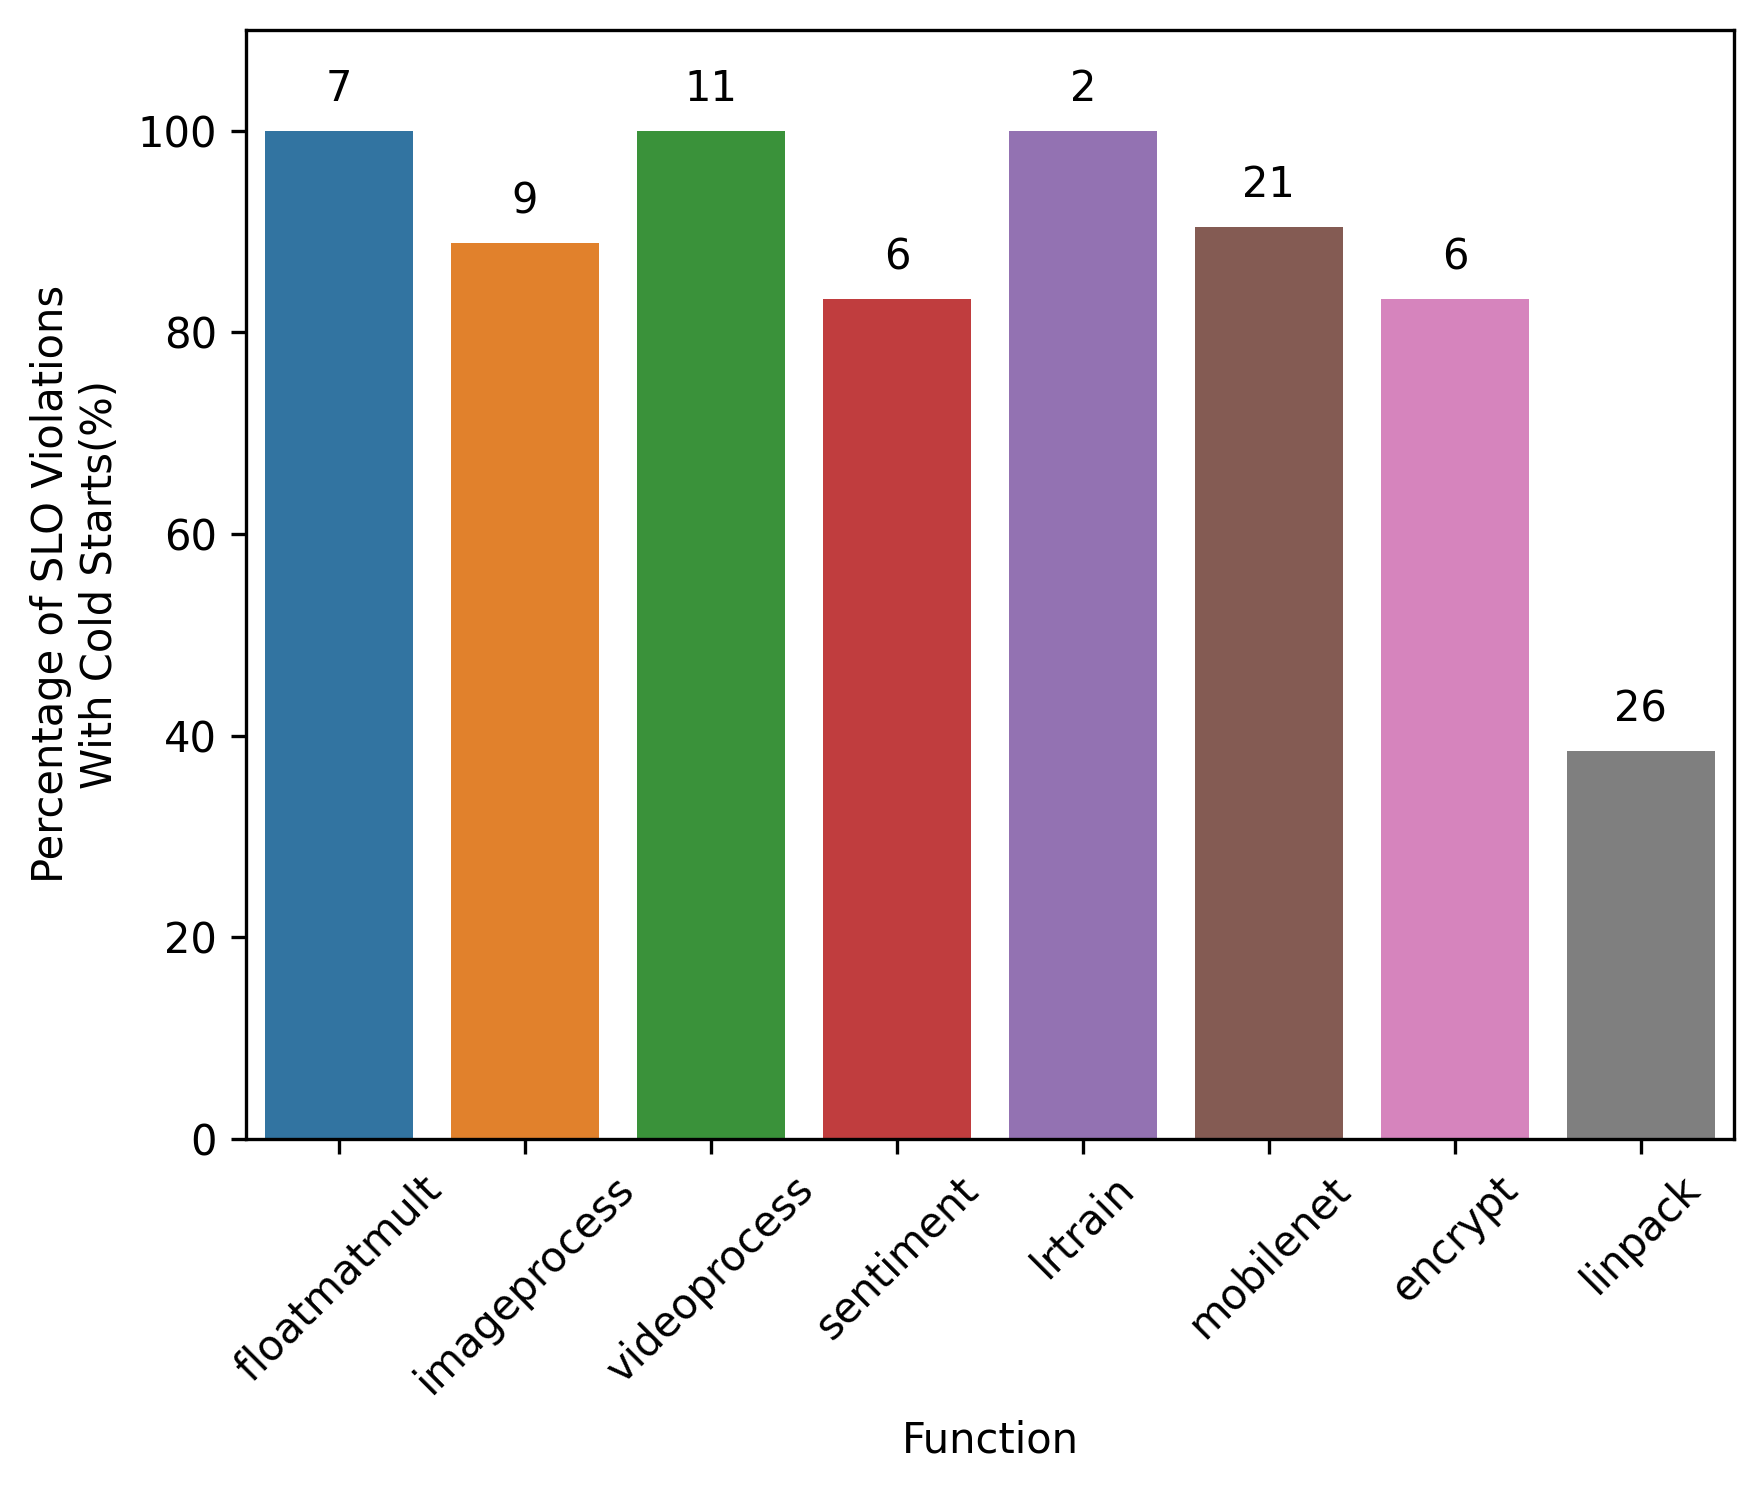 Percentage of SLO Violations
With Cold Starts(%)
100
80
60
40
20
0
7
9
11
6
2
21
6
26
floatmatmult
imageprocess
videoprocess
sentiment
lrtrain
mobilenet
encrypt
linpack
Function